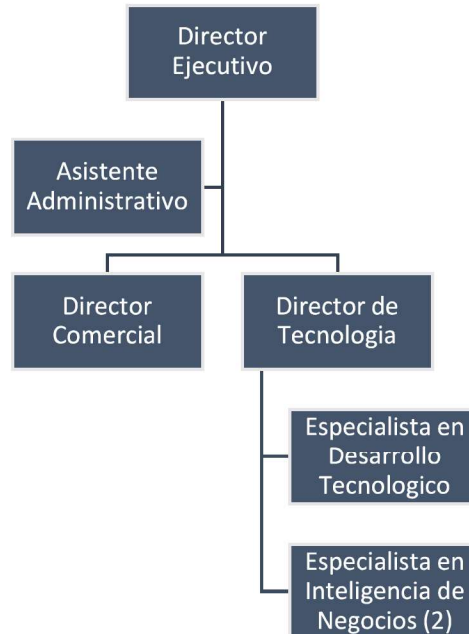 Director
Ejecutivo
Asistente
Administrativo
Director
Comercial
Director de
Tecnologia
Especialista en
Desarrollo
Tecnologico
Especialista en
Inteligencia de
Negocios (2)